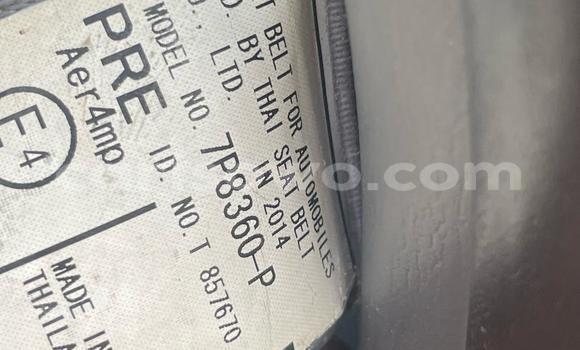 T BELT FOR AUTOMOBILES
D. BY THAI SEAT BELT
., LTD. IN 2014
MODEL NO. 7P8360-P
PRE ID. NO. T 857670
Aer4mp
E4
MADE IN
THAILA
o.com